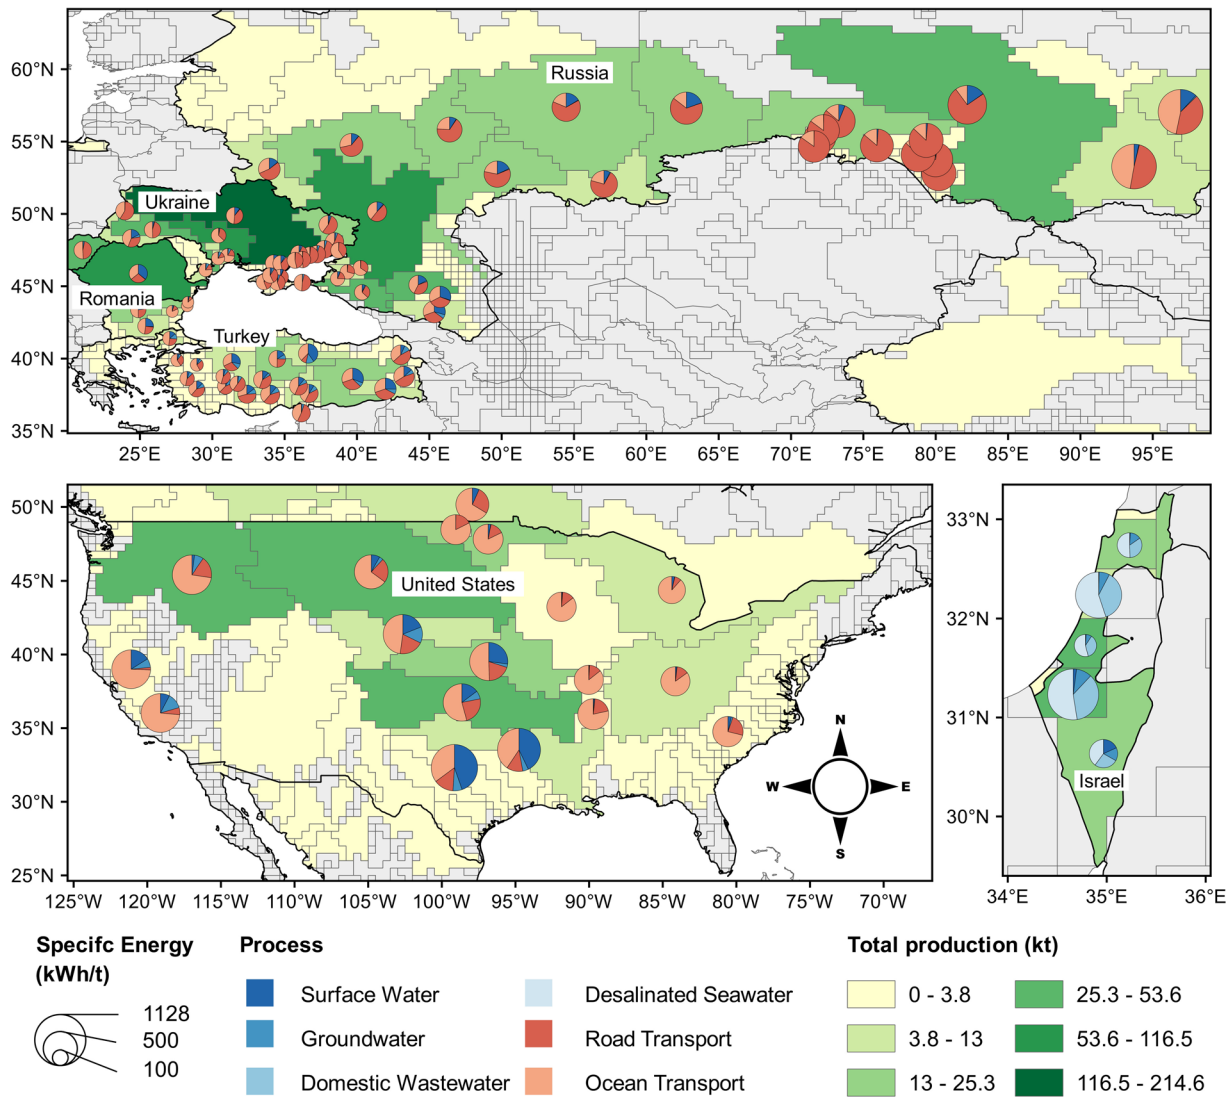 60°N
55°N
50°N
45°N
40°N
35°N
Russia
Ukraine
Romania
Turkey
25°E 30°E 35°E 40°E 45°E 50°E 55°E 60°E 65°E 70°E 75°E 80°E 85°E 90°E 95°E
50°N
45°N
40°N
35°N
30°N
25°N
United States
N
W E
S
125°W 120°W 115°W 110°W 105°W 100°W 95°W 90°W 85°W 80°W 75°W 70°W
33°N
32°N
31°N
30°N
Israel
34°E 35°E 36°E
Specifc Energy
(kWh/t)
1128
500
100
Process
Surface Water
Groundwater
Domestic Wastewater
Desalinated Seawater
Road Transport
Ocean Transport
Total production (kt)
0 - 3.8
3.8 - 13
13 - 25.3
25.3 - 53.6
53.6 - 116.5
116.5 - 214.6